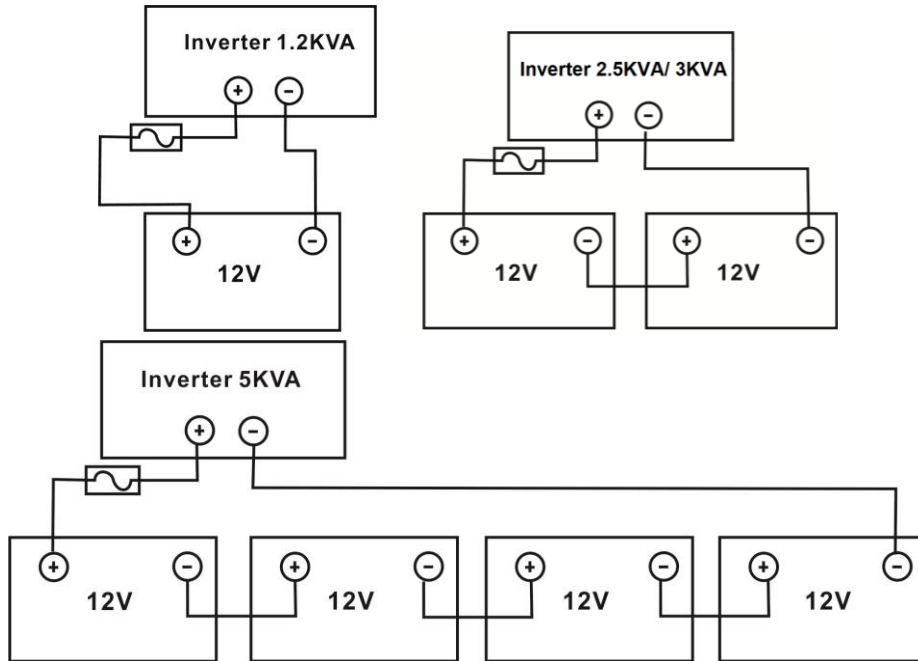 Inverter 1.2KVA
+ −
+ −
12V
Inverter 2.5KVA/ 3KVA
+ −
+ − + −
12V 12V
Inverter 5KVA
+ −
+ − + − + − + −
12V 12V 12V 12V